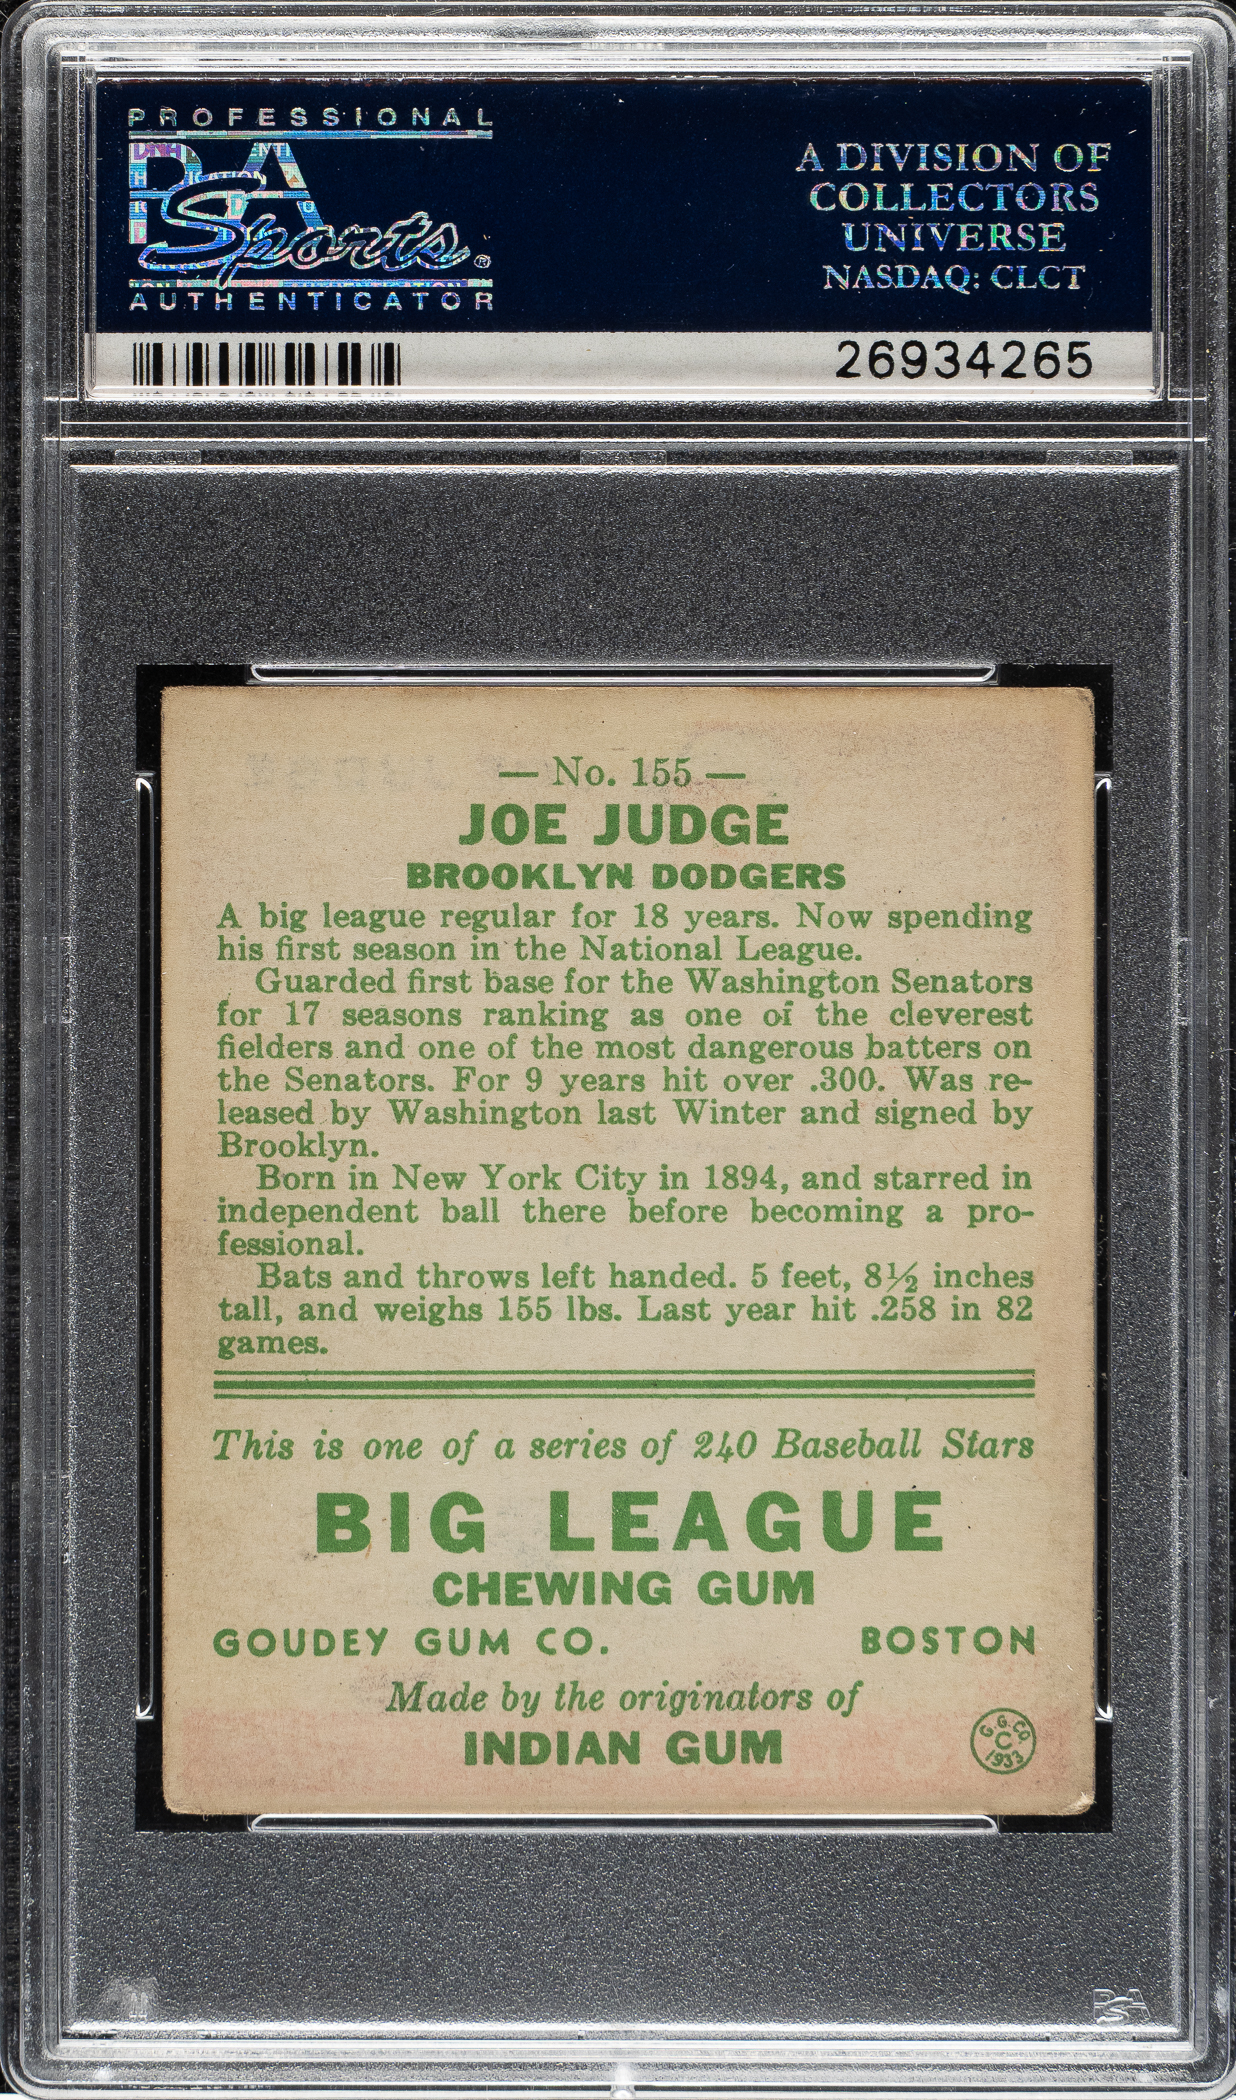 PROFESSIONAL
PSA
Sports®
AUTHENTICATOR
A DIVISION OF
COLLECTORS
UNIVERSE
NASDAQ: CLCT
26934265
— No. 155 —
JOE JUDGE
BROOKLYN DODGERS
A big league regular for 18 years. Now spending
his first season in the National League.
Guarded first base for the Washington Senators
for 17 seasons ranking as one of the cleverest
fielders and one of the most dangerous batters on
the Senators. For 9 years hit over .300. Was re-
leased by Washington last Winter and signed by
Brooklyn.
Born in New York City in 1894, and starred in
independent ball there before becoming a pro-
fessional.
Bats and throws left handed. 5 feet, 8½ inches
tall, and weighs 155 lbs. Last year hit .258 in 82
games.
This is one of a series of 240 Baseball Stars
BIG LEAGUE
CHEWING GUM
GOUDEY GUM CO. BOSTON
Made by the originators of
INDIAN GUM
G.G.CO.
C
1933
PSA